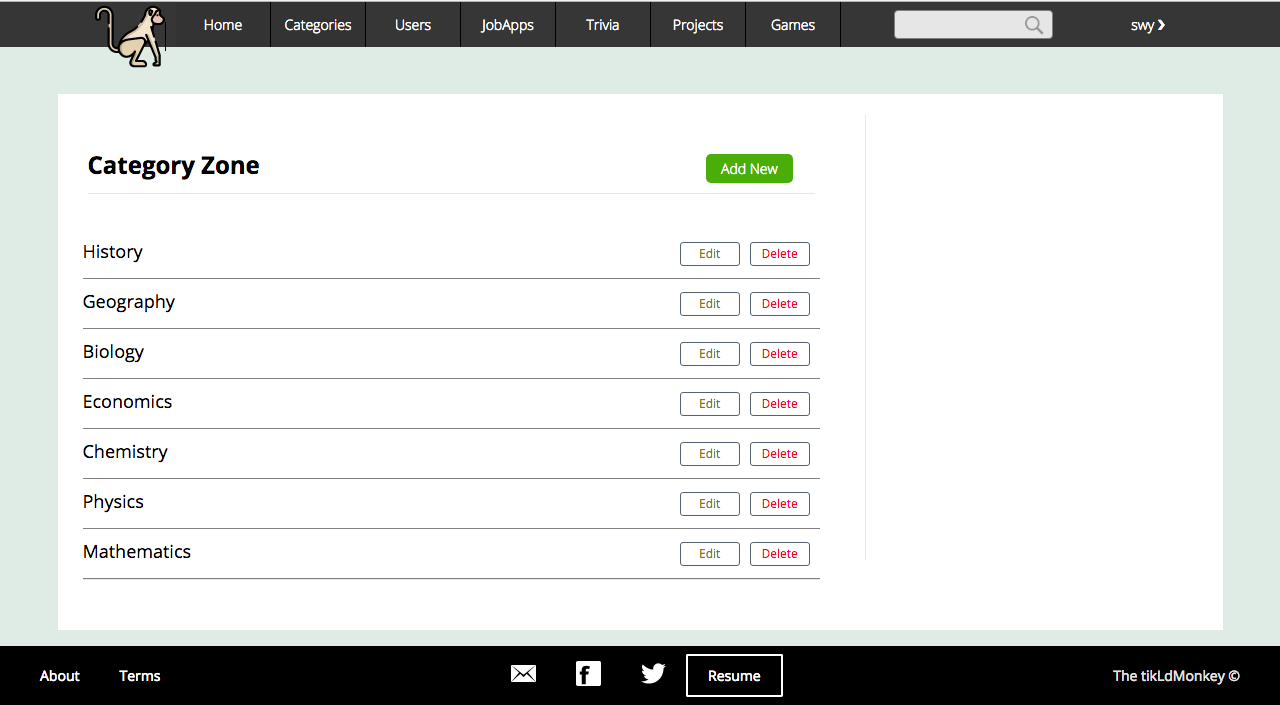 Home Categories Users JobApps Trivia Projects Games swy ❯
Category Zone Add New
History Edit Delete
Geography Edit Delete
Biology Edit Delete
Economics Edit Delete
Chemistry Edit Delete
Physics Edit Delete
Mathematics Edit Delete
About Terms f Resume The tikLdMonkey ©